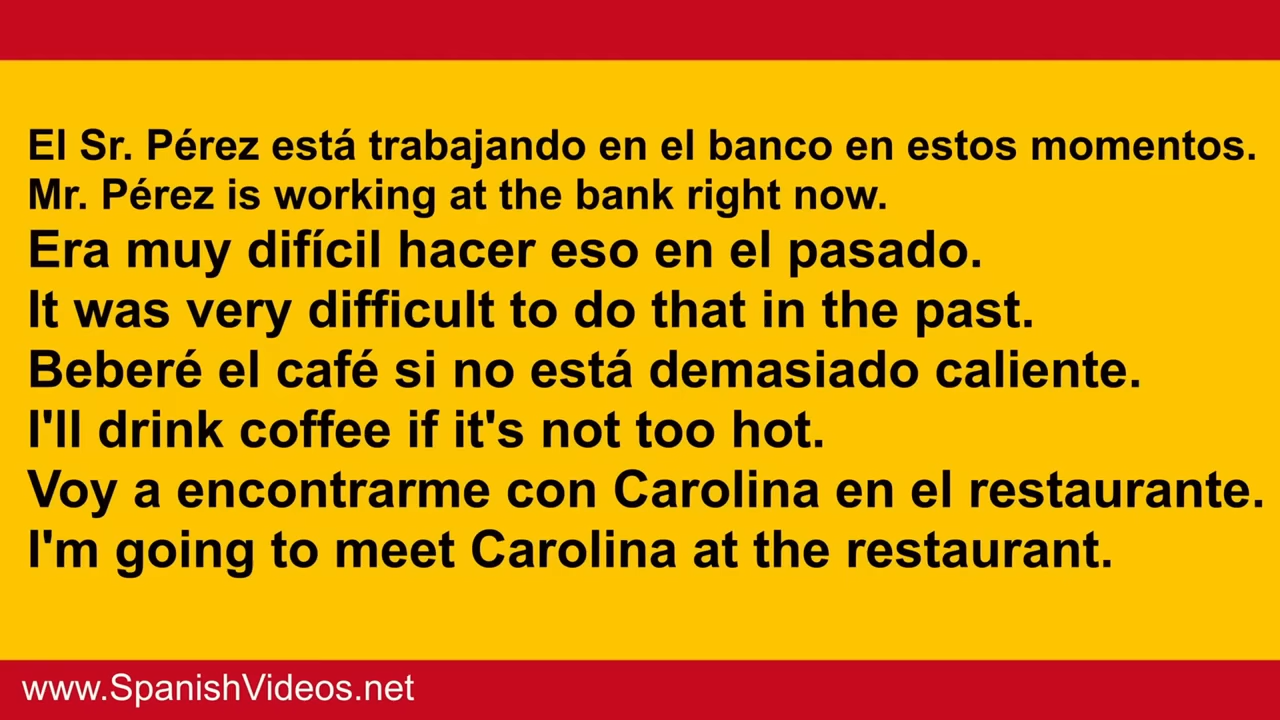 El Sr. Pérez está trabajando en el banco en estos momentos.
Mr. Pérez is working at the bank right now.
Era muy difícil hacer eso en el pasado.
It was very difficult to do that in the past.
Beberé el café si no está demasiado caliente.
I'll drink coffee if it's not too hot.
Voy a encontrarme con Carolina en el restaurante.
I'm going to meet Carolina at the restaurant.
www.SpanishVideos.net